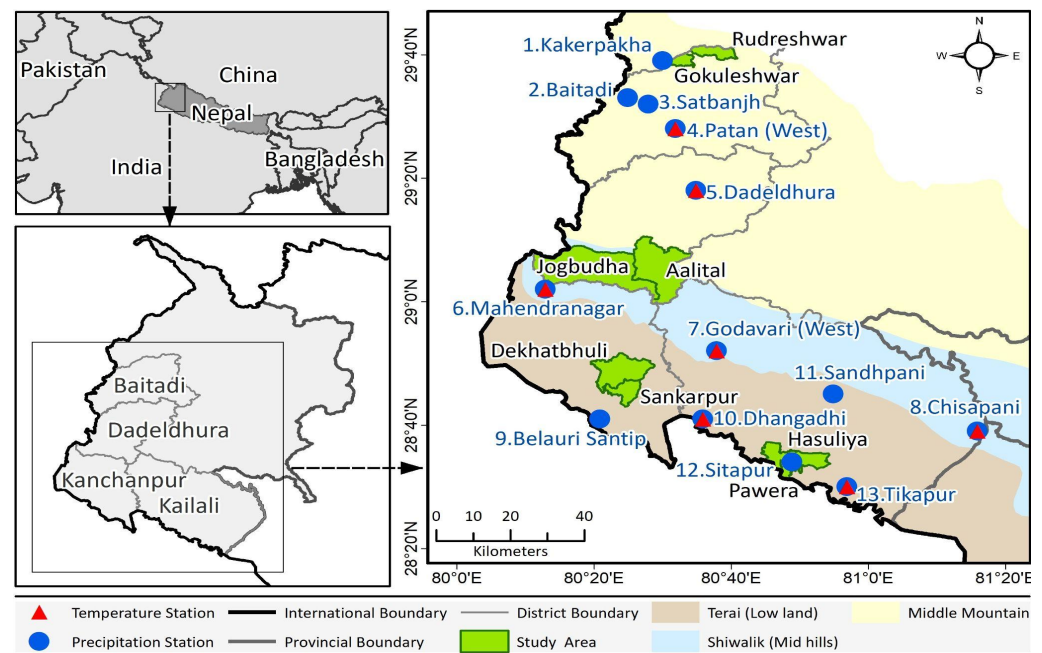 Pakistan
China
Nepal
India
Bangladesh
Baitadi
Dadeldhura
Kanchanpur
Kailali
N
W E
S
1.Kakerpakha
Rudreshwar
Gokuleshwar
2.Baitadi
3.Satbanjh
4.Patan (West)
5.Dadeldhura
Jogbudha
Aalital
6.Mahendranagar
7.Godavari (West)
Dekhatbhuli
11.Sandhpani
Sankarpur
8.Chisapani
10.Dhangadhi
9.Belauri Santip
Hasuliya
12.Sitapur
Pawera
13.Tikapur
0 10 20 40
Kilometers
29°40'N
29°20'N
29°0'N
28°40'N
28°20'N
80°0'E 80°20'E 80°40'E 81°0'E 81°20'E
Temperature Station International Boundary District Boundary Terai (Low land) Middle Mountain
Precipitation Station Provincial Boundary Study Area Shiwalik (Mid hills)